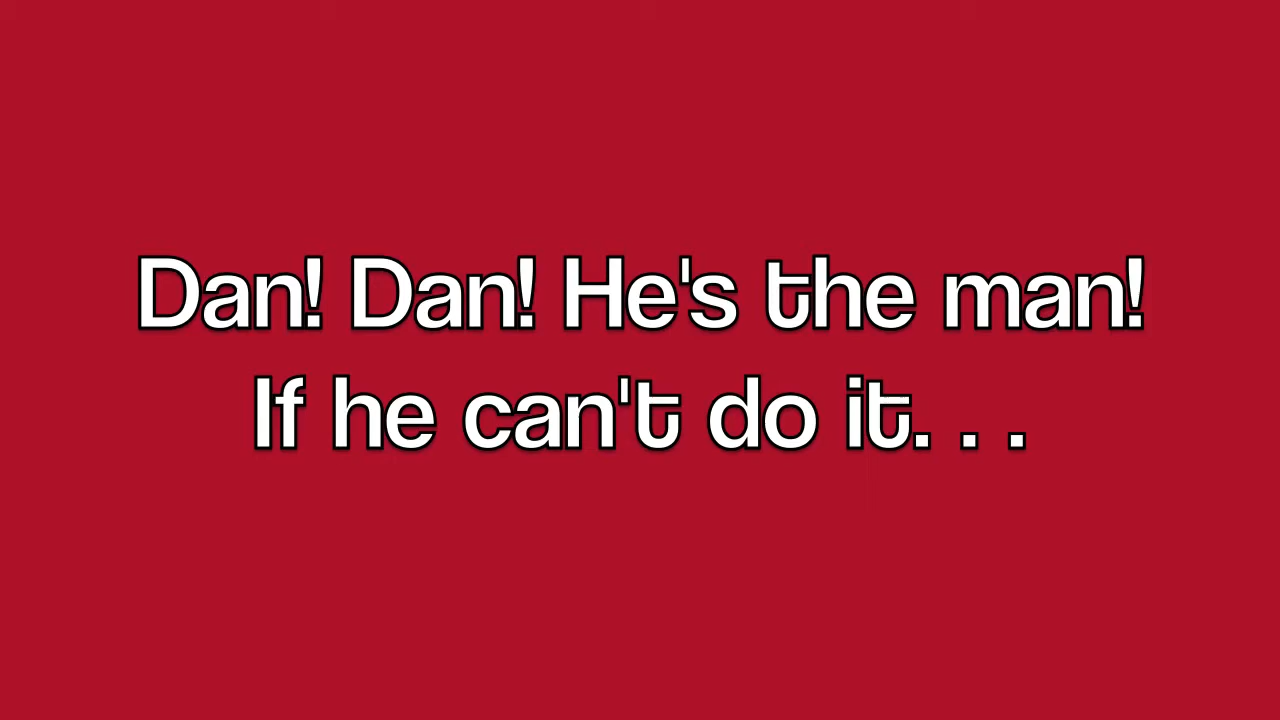 Dan! Dan! He's the man!
If he can't do it. . .